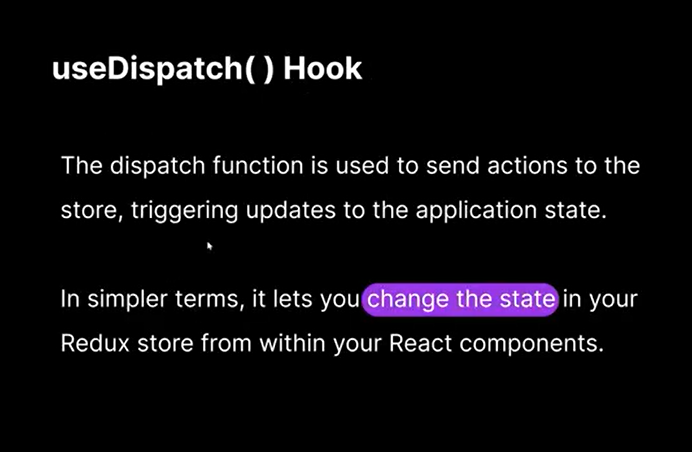 useDispatch( ) Hook
The dispatch function is used to send actions to the
store, triggering updates to the application state.
In simpler terms, it lets you change the state in your
Redux store from within your React components.